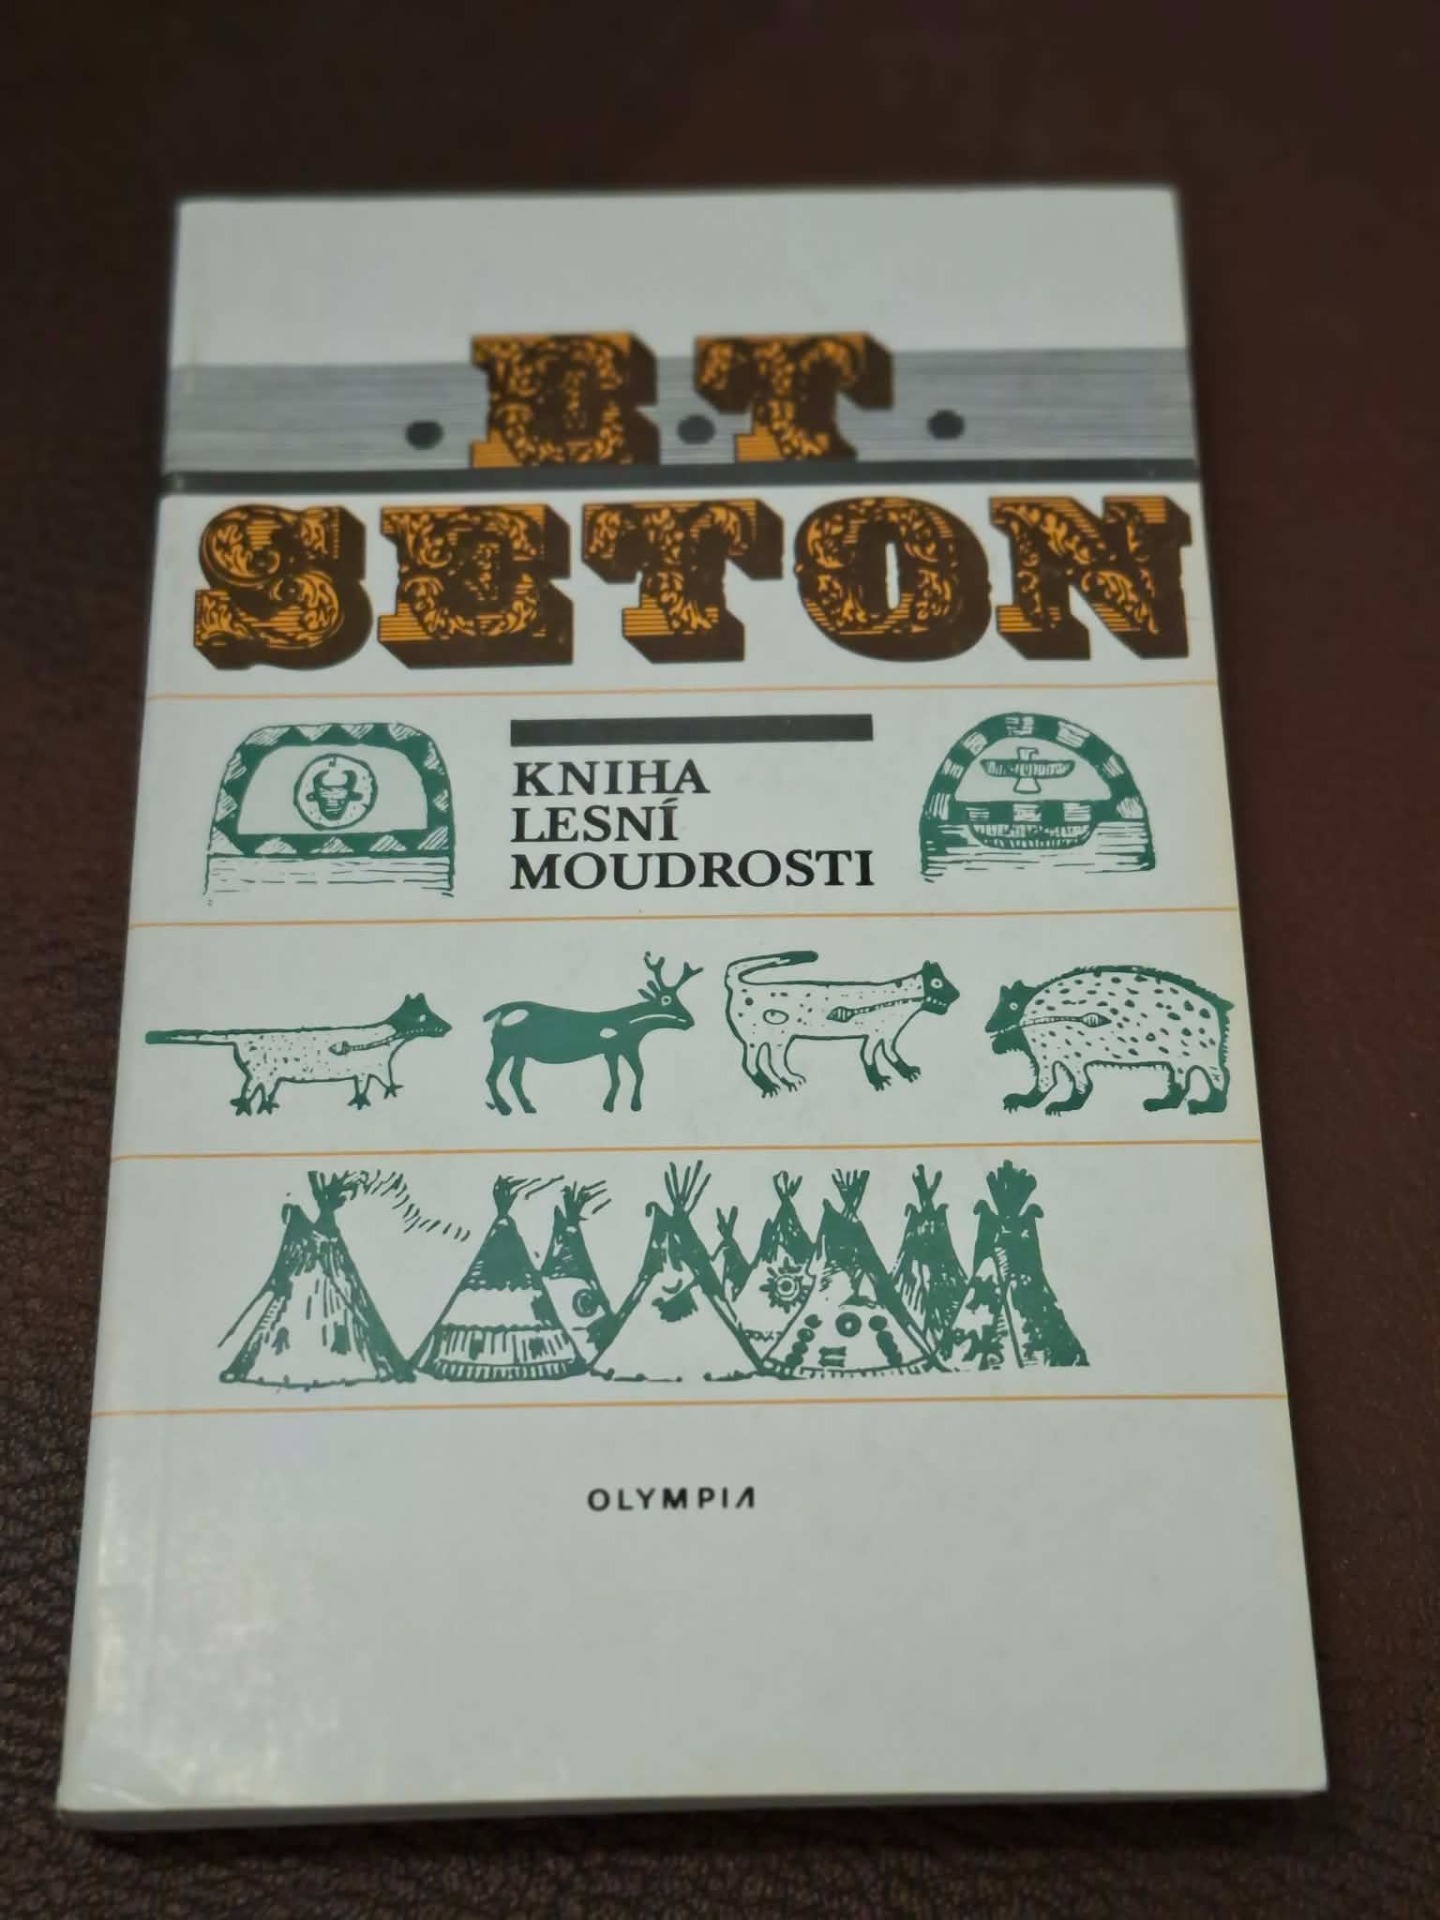 E T
SETON
KNIHA
LESNÍ
MOUDROSTI
OLYMPIA